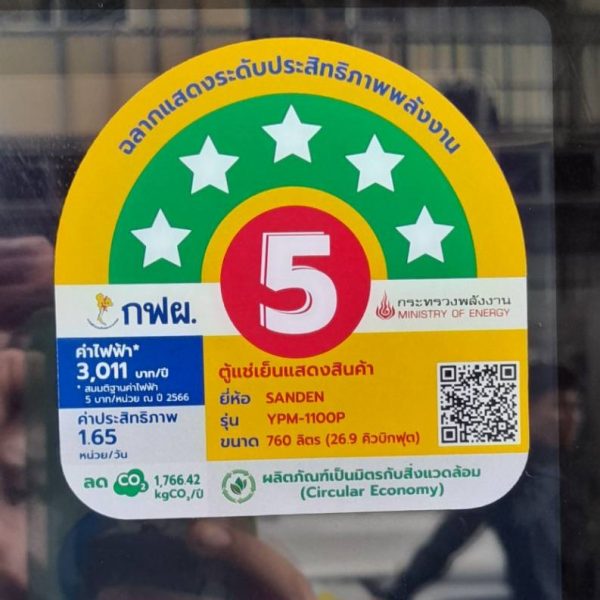 ฉลากแสดงระดับประสิทธิภาพพลังงาน
5
กฟผ.
กระทรวงพลังงาน
MINISTRY OF ENERGY
ค่าไฟฟ้า*
3,011 บาท/ปี
* สมมติฐานค่าไฟฟ้า
5 บาท/หน่วย ณ ปี 2566
ค่าประสิทธิภาพ
1.65
หน่วย/วัน
ตู้แช่เย็นแสดงสินค้า
ยี่ห้อ SANDEN
รุ่น YPM-1100P
ขนาด 760 ลิตร (26.9 คิวบิกฟุต)
ลด CO2 1,766.42
kgCO₂/ปี
ผลิตภัณฑ์เป็นมิตรกับสิ่งแวดล้อม
(Circular Economy)